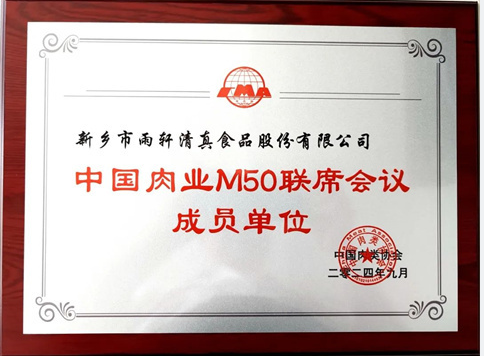 CMA
新乡市雨轩清真食品股份有限公司
中国肉业M50联席会议
成员单位
中国肉类协会
二零二四年九月